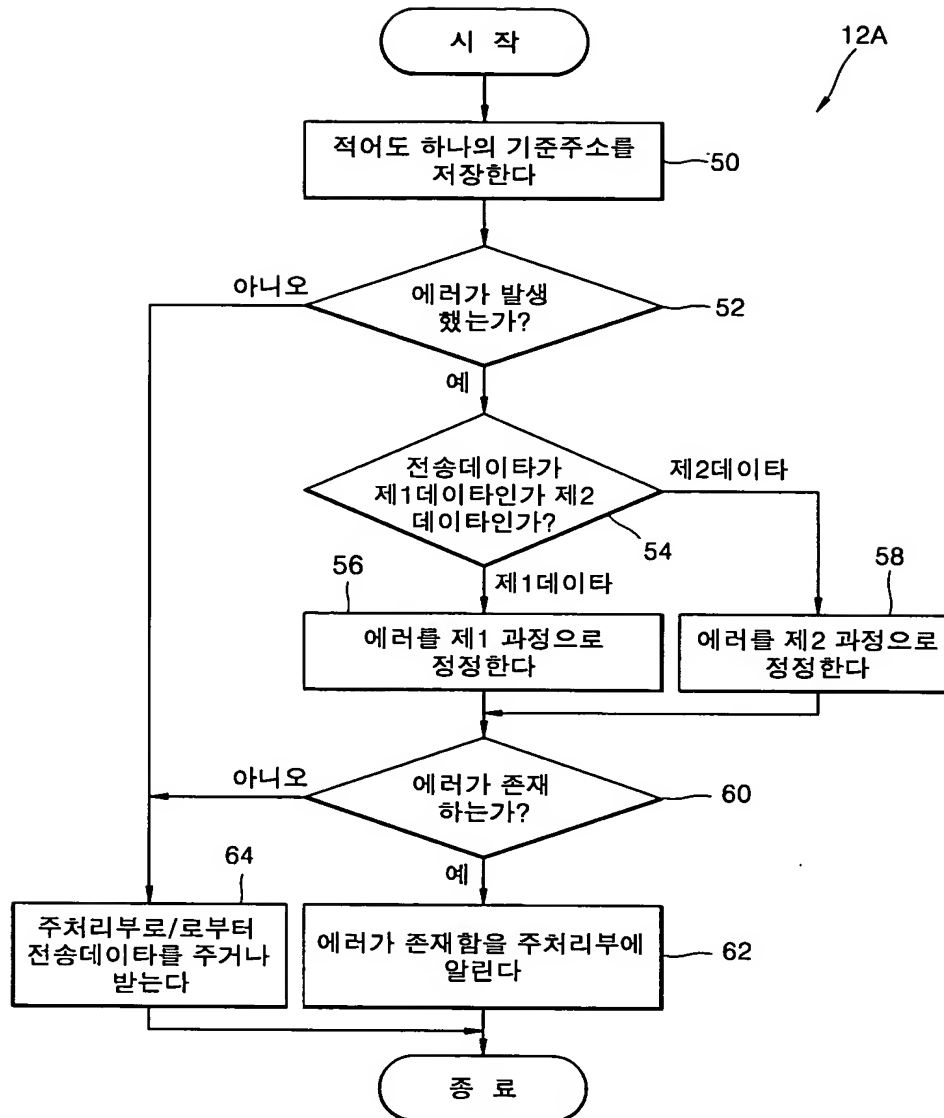 시 작
12A
적어도 하나의 기준주소를
저장한다
50
아니오
에러가 발생
했는가?
52
예
전송데이타가
제1데이타인가 제2
데이타인가?
제2데이타
54
56
제1데이타
58
에러를 제1 과정으로
정정한다
에러를 제2 과정으로
정정한다
아니오
에러가 존재
하는가?
60
예
64
주처리부로/로부터
전송데이타를 주거나
받는다
에러가 존재함을 주처리부에
알린다
62
종 료